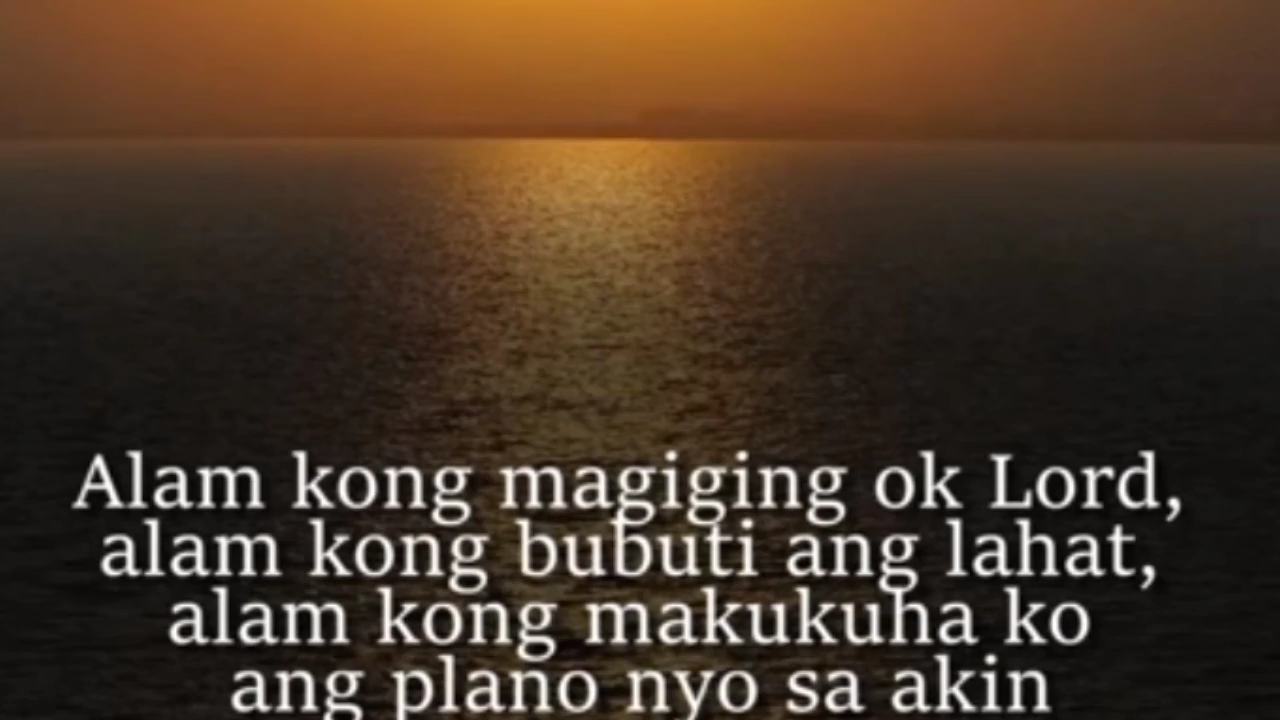 Alam kong magiging ok Lord,
alam kong bubuti ang lahat,
alam kong makukuha ko
ang plano nyo sa akin